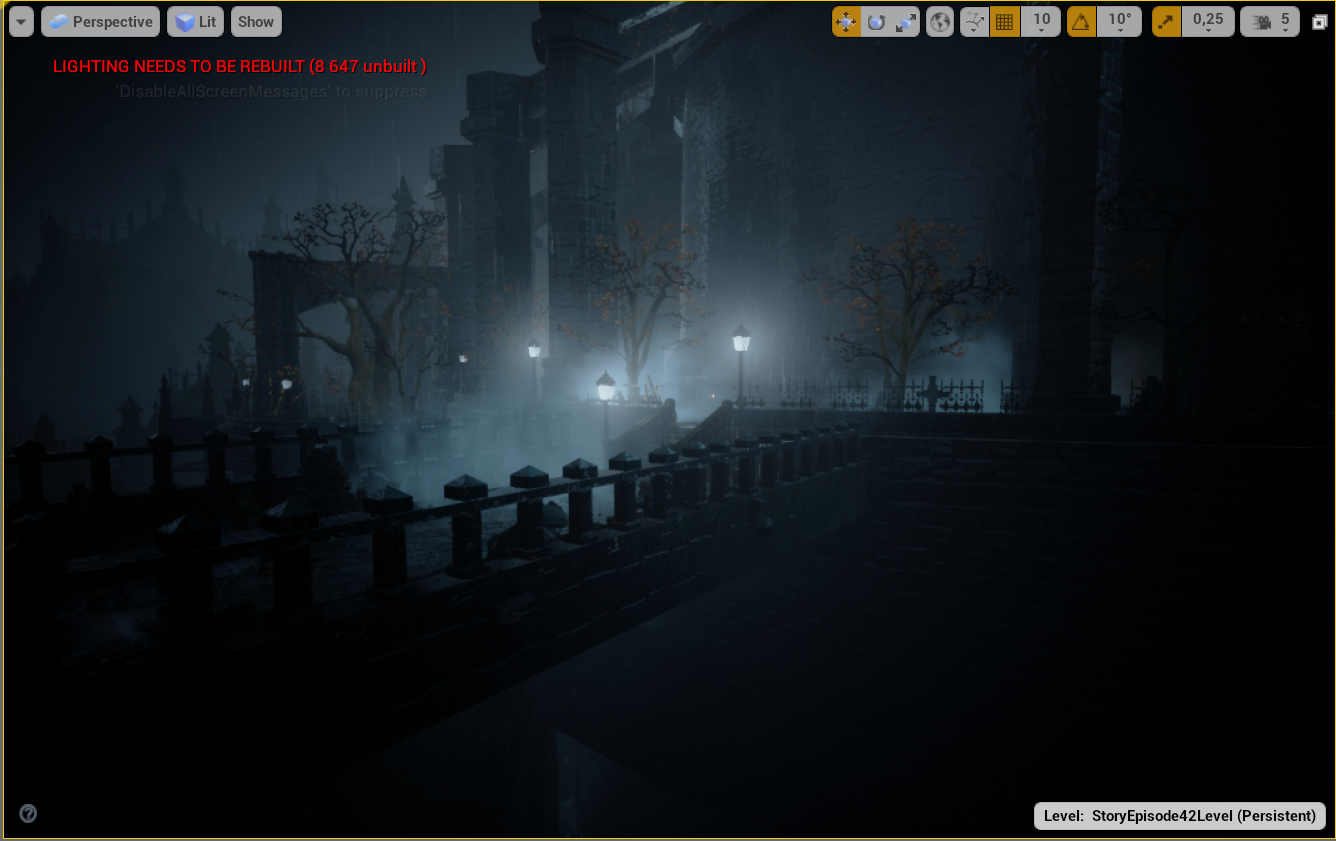 Perspective Lit Show 10 10° 0,25 5
LIGHTING NEEDS TO BE REBUILT (8 647 unbuilt )
'DisableAllScreenMessages' to suppress
Level: StoryEpisode42Level (Persistent)